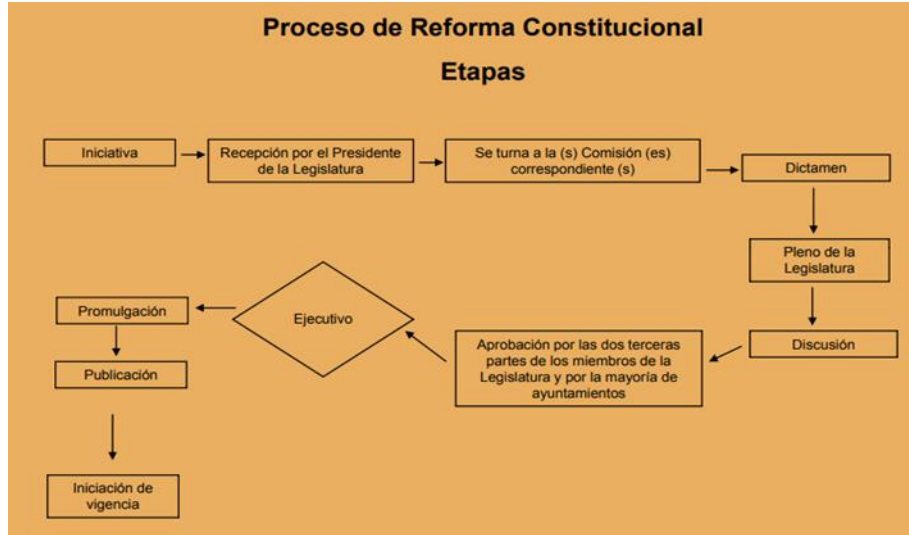 Proceso de Reforma Constitucional
Etapas
Iniciativa
Recepción por el Presidente
de la Legislatura
Se turna a la (s) Comisión (es)
correspondiente (s)
Dictamen
Pleno de la
Legislatura
Discusión
Aprobación por las dos terceras
partes de los miembros de la
Legislatura y por la mayoría de
ayuntamientos
Ejecutivo
Promulgación
Publicación
Iniciación de
vigencia